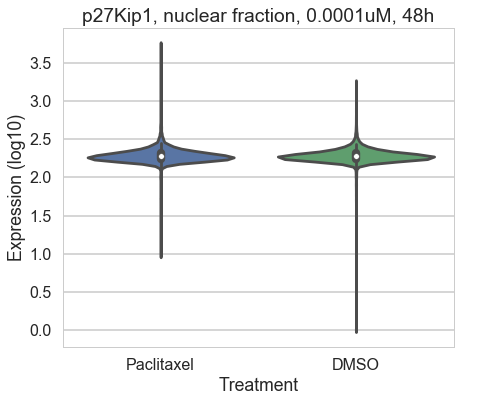 p27Kip1, nuclear fraction, 0.0001uM, 48h
Expression (log10)
3.5
3.0
2.5
2.0
1.5
1.0
0.5
0.0
Paclitaxel DMSO
Treatment